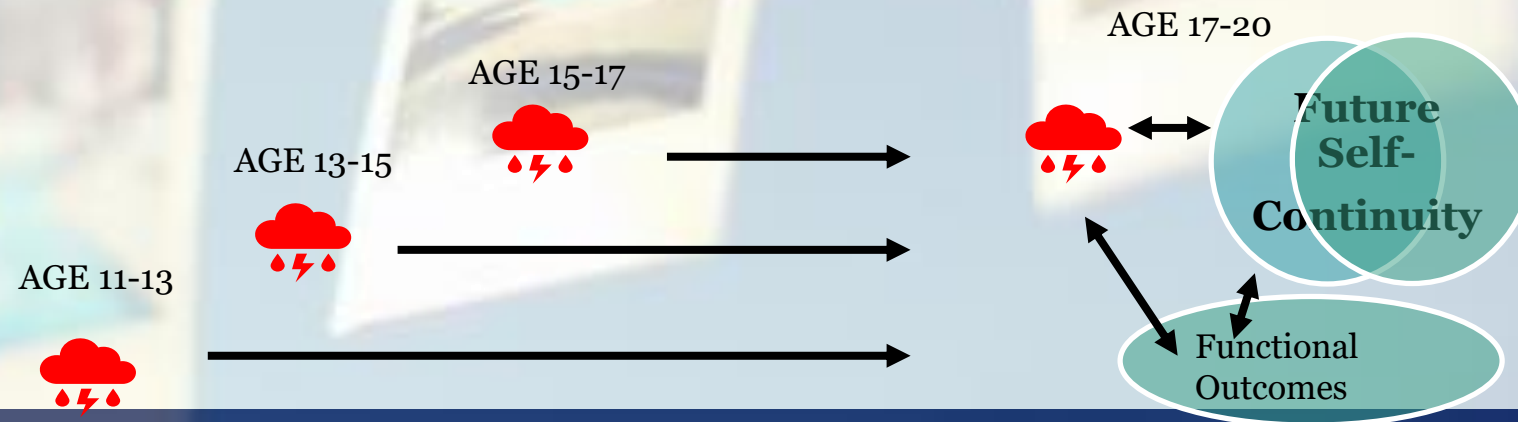 AGE 17-20
AGE 15-17
AGE 13-15
AGE 11-13
Future
Self-
Continuity
Functional
Outcomes